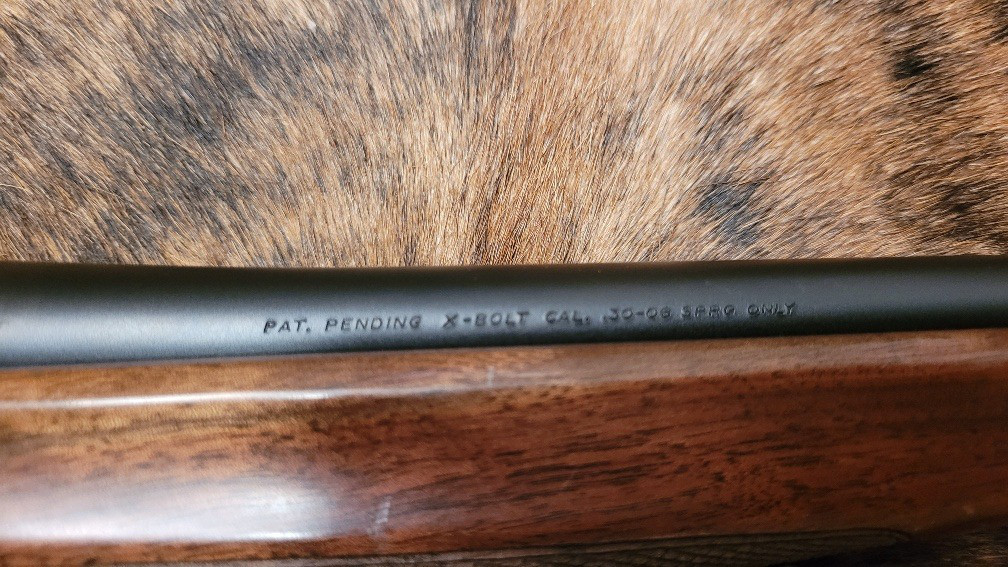 PAT. PENDING X-BOLT CAL. .30-06 SPRG ONLY